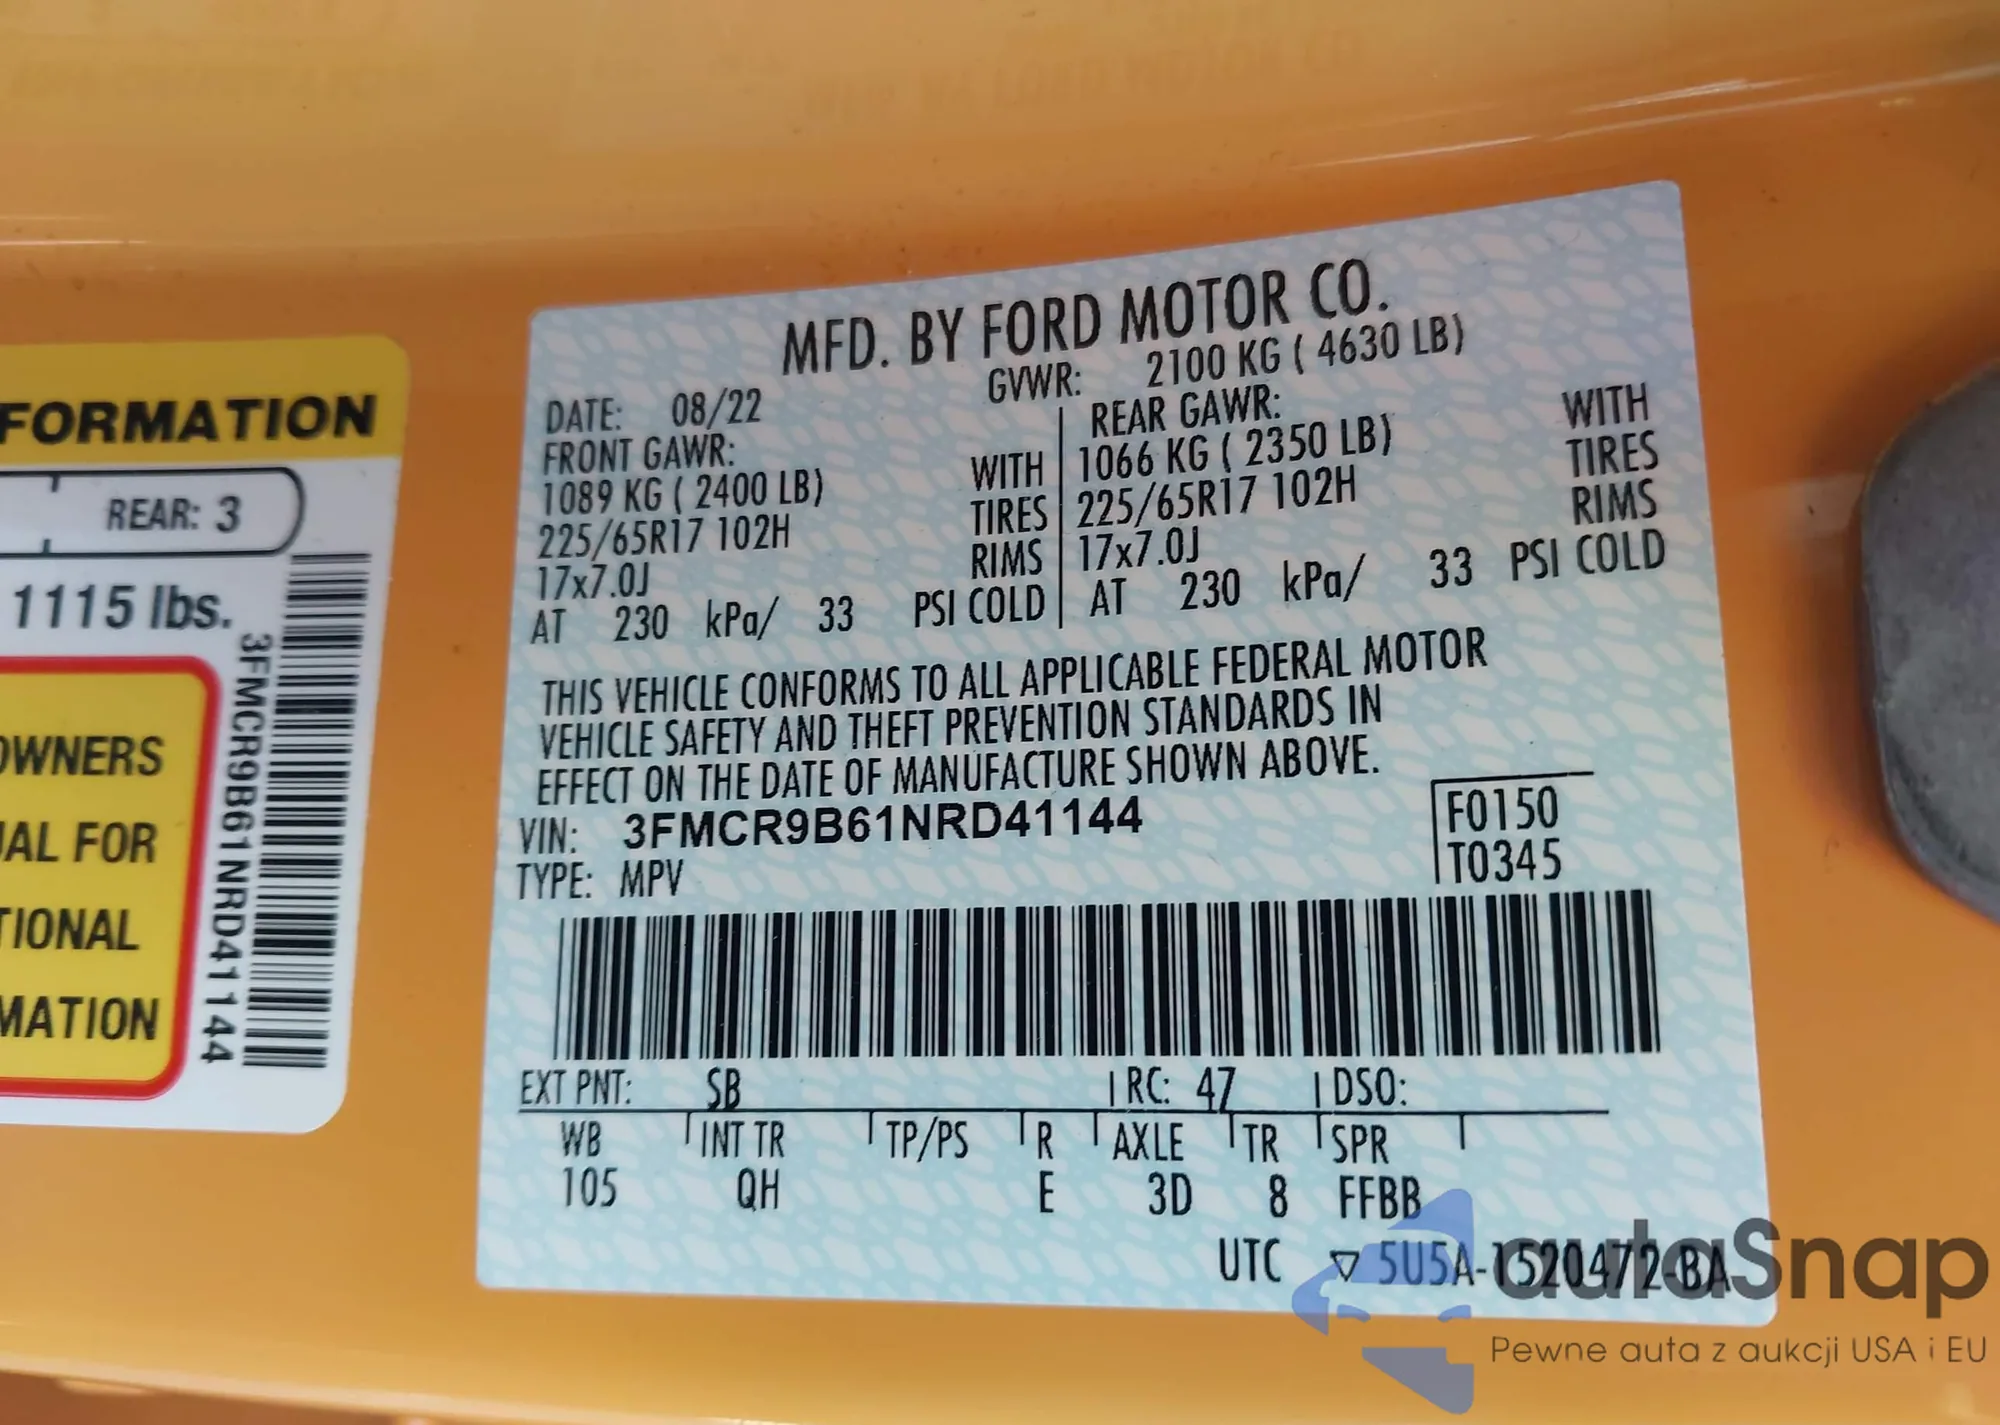 FORMATION
REAR: 3
1115 lbs.
OWNERS
UAL FOR
TIONAL
MATION
3FMCR9B61NRD41144
MFD. BY FORD MOTOR CO.
DATE: 08/22 GVWR: 2100 KG ( 4630 LB)
FRONT GAWR: REAR GAWR:
1089 KG ( 2400 LB) WITH 1066 KG ( 2350 LB) WITH
225/65R17 102H TIRES 225/65R17 102H TIRES
17x7.0J RIMS 17x7.0J RIMS
AT 230 kPa/ 33 PSI COLD AT 230 kPa/ 33 PSI COLD
THIS VEHICLE CONFORMS TO ALL APPLICABLE FEDERAL MOTOR
VEHICLE SAFETY AND THEFT PREVENTION STANDARDS IN
EFFECT ON THE DATE OF MANUFACTURE SHOWN ABOVE.
VIN: 3FMCR9B61NRD41144 F0150
TYPE: MPV T0345
EXT PNT: SB RC: 47 DSO:
WB INT TR TP/PS R AXLE TR SPR
105 QH E 3D 8 FFBB
UTC ▽ 5U5A-1520472-BA
autaSnap
Pewne auta z aukcji USA i EU